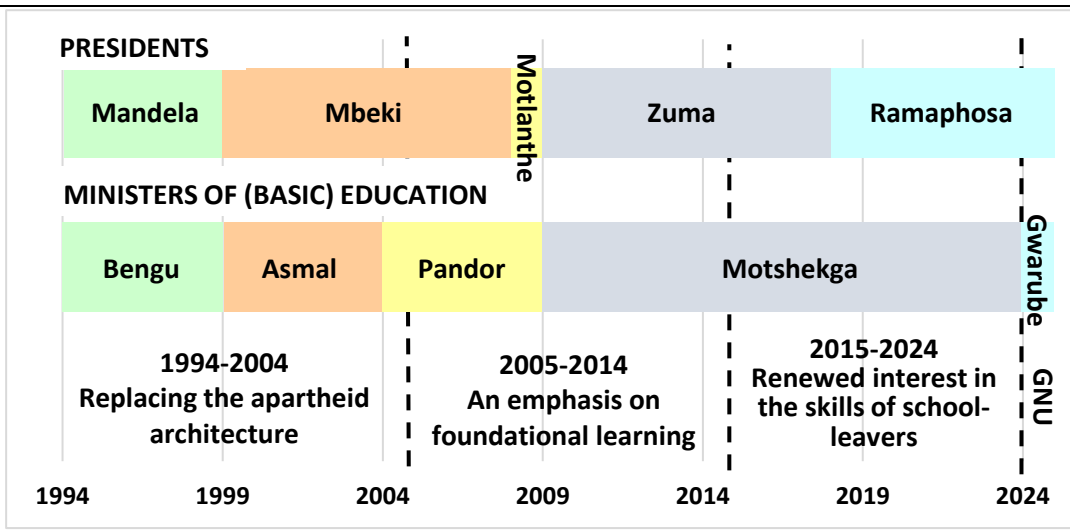 PRESIDENTS
Mandela
Mbeki
Motlanthe
Zuma
Ramaphosa
MINISTERS OF (BASIC) EDUCATION
Bengu
Asmal
Pandor
Motshekga
Gwarube
1994-2004
Replacing the apartheid
architecture
2005-2014
An emphasis on
foundational learning
2015-2024
Renewed interest in
the skills of school-
leavers
GNU
1994
1999
2004
2009
2014
2019
2024